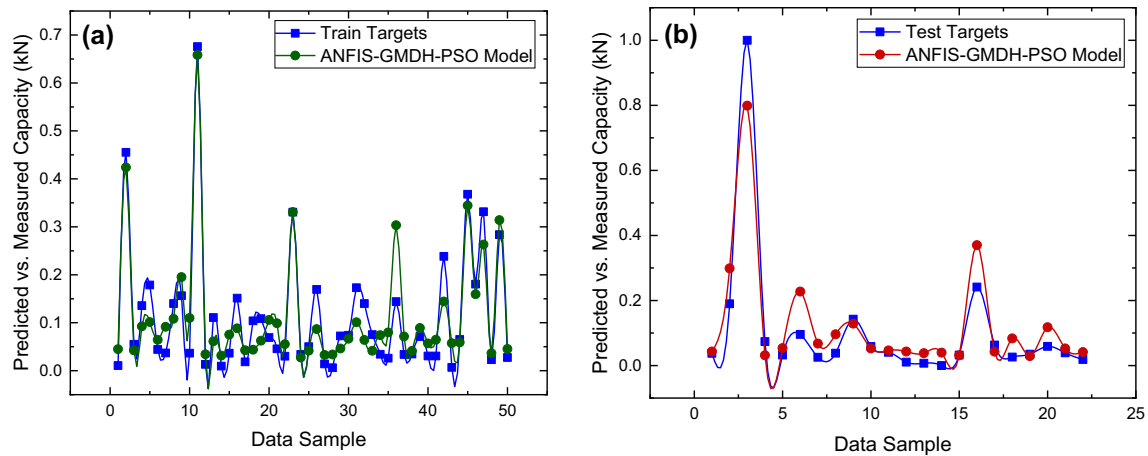 (a)
Train Targets
ANFIS-GMDH-PSO Model
Predicted vs. Measured Capacity (kN)
0.7
0.6
0.5
0.4
0.3
0.2
0.1
0.0
0 10 20 30 40 50
Data Sample
(b)
Test Targets
ANFIS-GMDH-PSO Model
Predicted vs. Measured Capacity (kN)
1.0
0.8
0.6
0.4
0.2
0.0
0 5 10 15 20 25
Data Sample